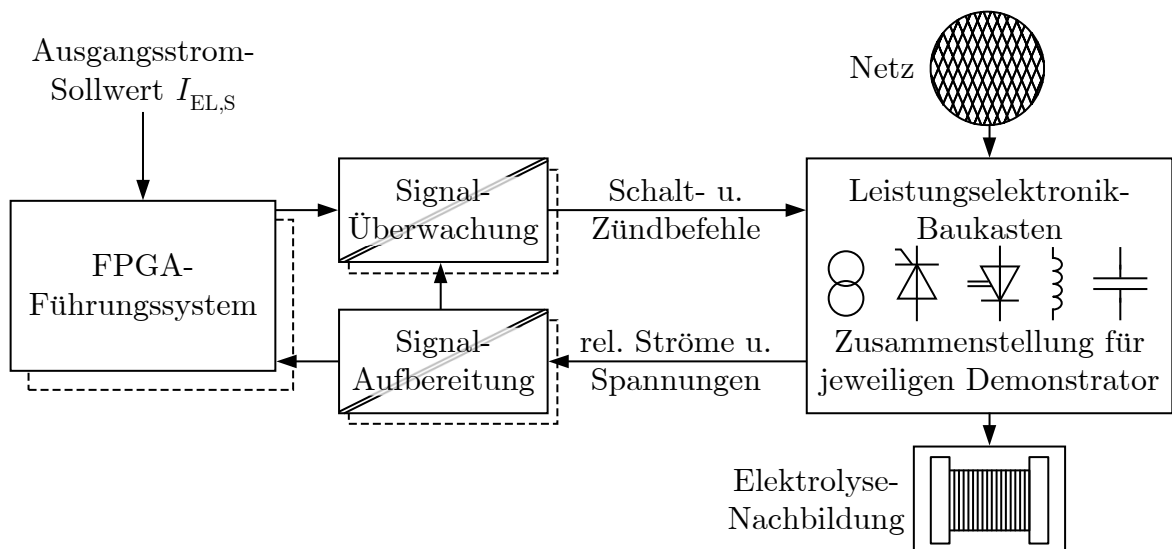 Ausgangsstrom-
Sollwert I_EL,S
Netz
FPGA-
Führungssystem
Signal-
Überwachung
Schalt- u.
Zündbefehle
Leistungselektronik-
Baukasten
Zusammenstellung für
jeweiligen Demonstrator
Signal-
Aufbereitung
rel. Ströme u.
Spannungen
Elektrolyse-
Nachbildung